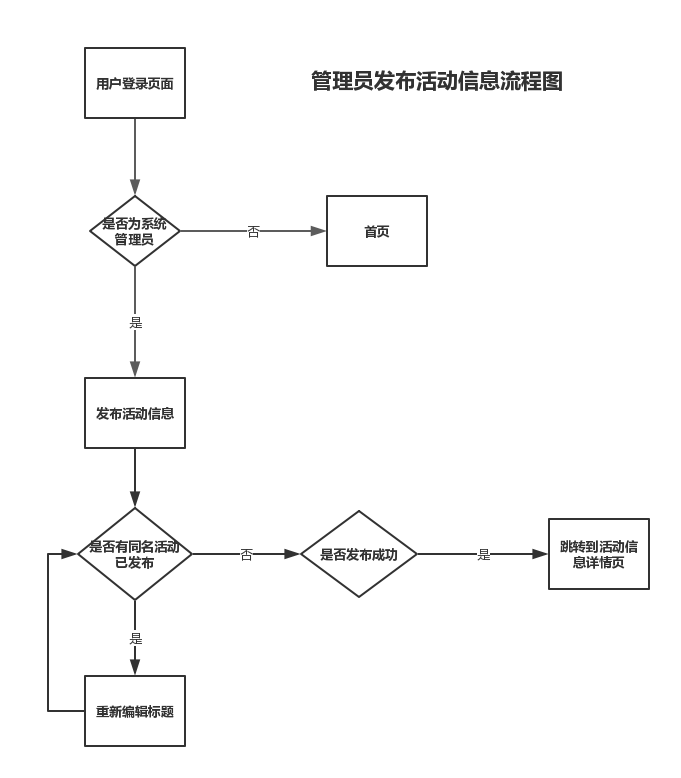 用户登录页面
管理员发布活动信息流程图
是否为系统
管理员
否
首页
是
发布活动信息
是否有同名活动
已发布
否
是否发布成功
是
跳转到活动信
息详情页
是
重新编辑标题